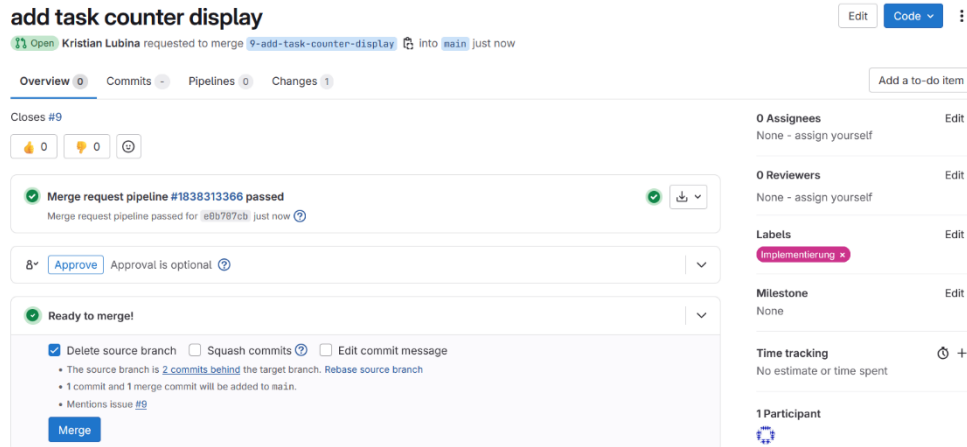 add task counter display
Edit
Code
Open Kristian Lubina requested to merge 9-add-task-counter-display into main just now
Overview 0 Commits - Pipelines 0 Changes 1
Add a to-do item
Closes #9
👍 0 👎 0
Merge request pipeline #1838313366 passed
Merge request pipeline passed for e0b707cb just now
Approve Approval is optional
Ready to merge!
Delete source branch Squash commits Edit commit message
• The source branch is 2 commits behind the target branch. Rebase source branch
• 1 commit and 1 merge commit will be added to main.
• Mentions issue #9
Merge
0 Assignees Edit
None - assign yourself
0 Reviewers Edit
None - assign yourself
Labels Edit
Implementierung ×
Milestone Edit
None
Time tracking +
No estimate or time spent
1 Participant